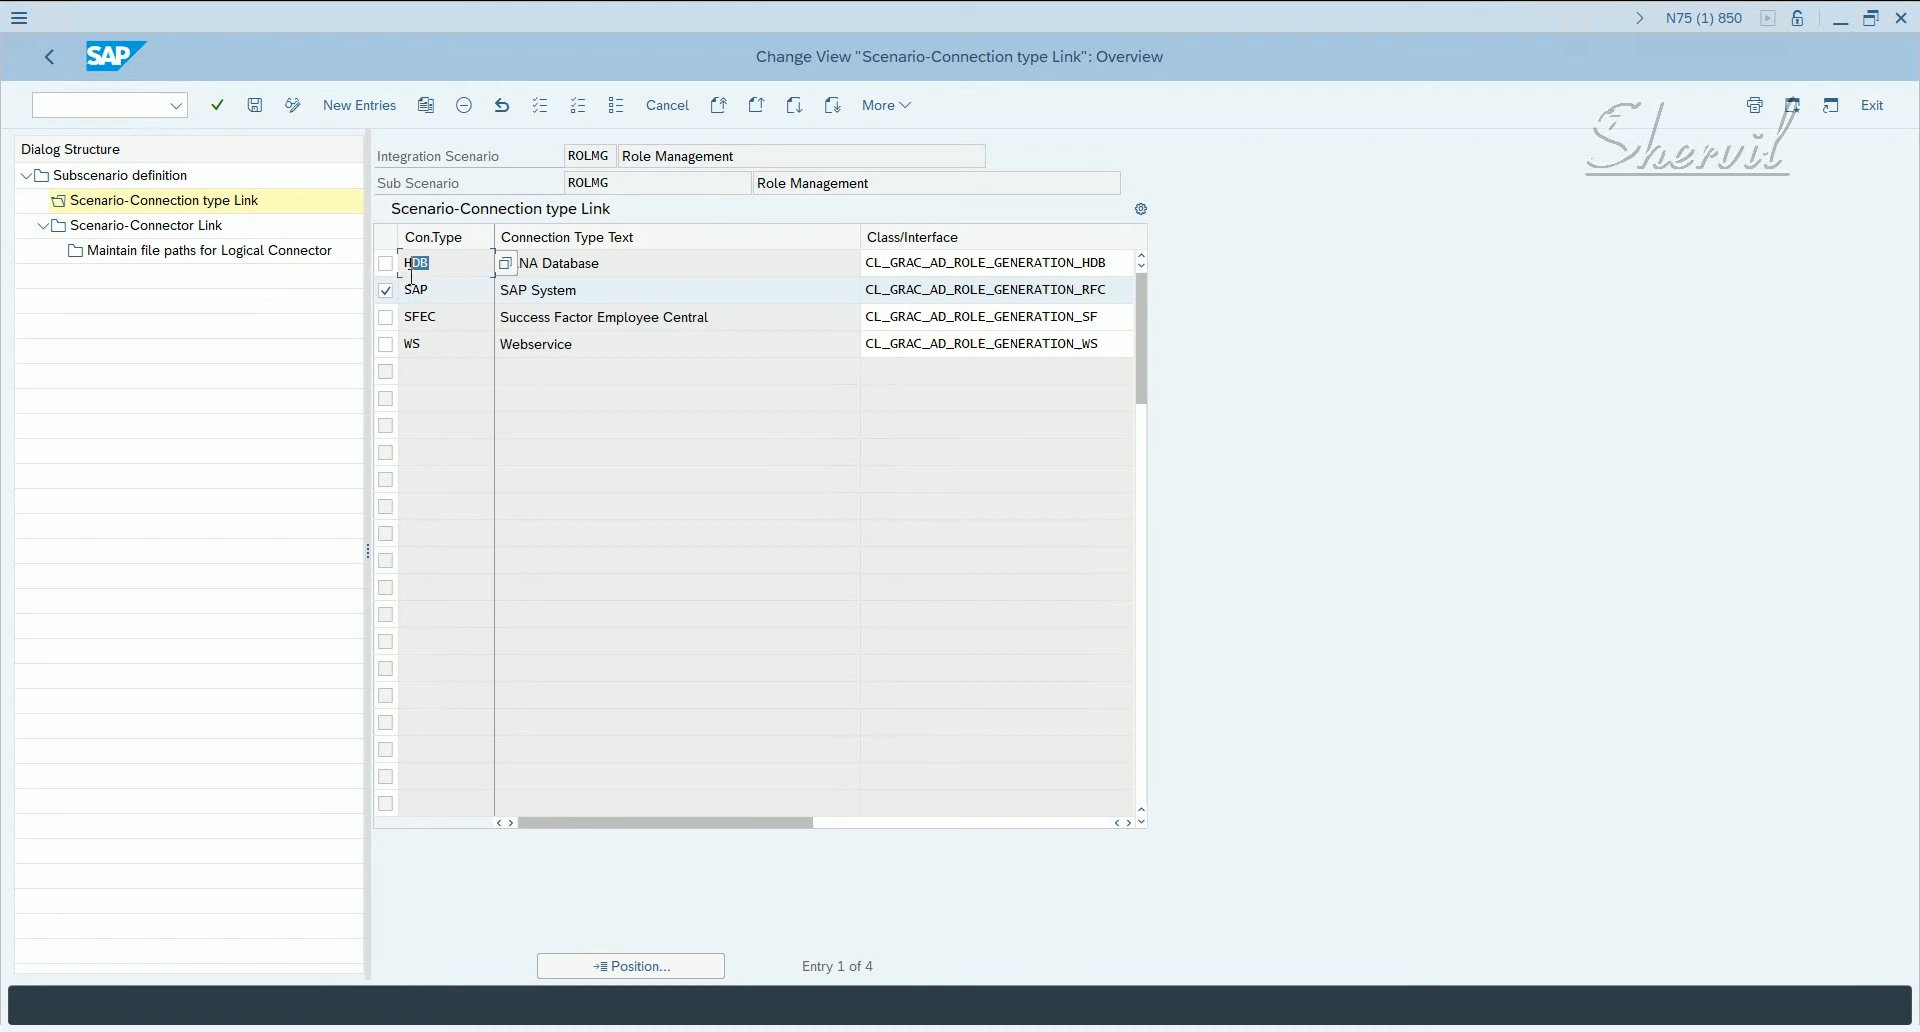 N75 (1) 850
SAP
Change View "Scenario-Connection type Link": Overview
New Entries
Cancel
More
Exit
Shervil
Dialog Structure
Subscenario definition
Scenario-Connection type Link
Scenario-Connector Link
Maintain file paths for Logical Connector
Integration Scenario ROLMG Role Management
Sub Scenario ROLMG Role Management
Scenario-Connection type Link
Con.Type Connection Type Text Class/Interface
HDB NA Database CL_GRAC_AD_ROLE_GENERATION_HDB
SAP SAP System CL_GRAC_AD_ROLE_GENERATION_RFC
SFEC Success Factor Employee Central CL_GRAC_AD_ROLE_GENERATION_SF
WS Webservice CL_GRAC_AD_ROLE_GENERATION_WS
Position...
Entry 1 of 4